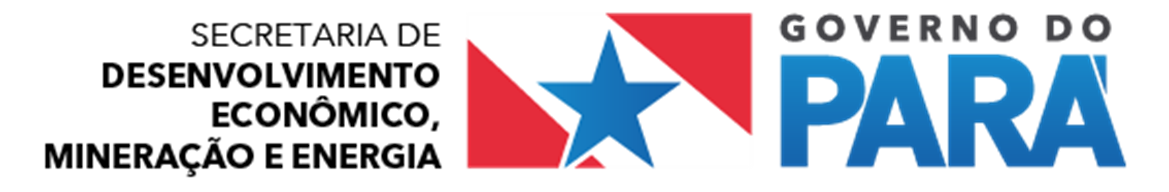 SECRETARIA DE
DESENVOLVIMENTO
ECONÔMICO,
MINERAÇÃO E ENERGIA
GOVERNO DO
PARÁ